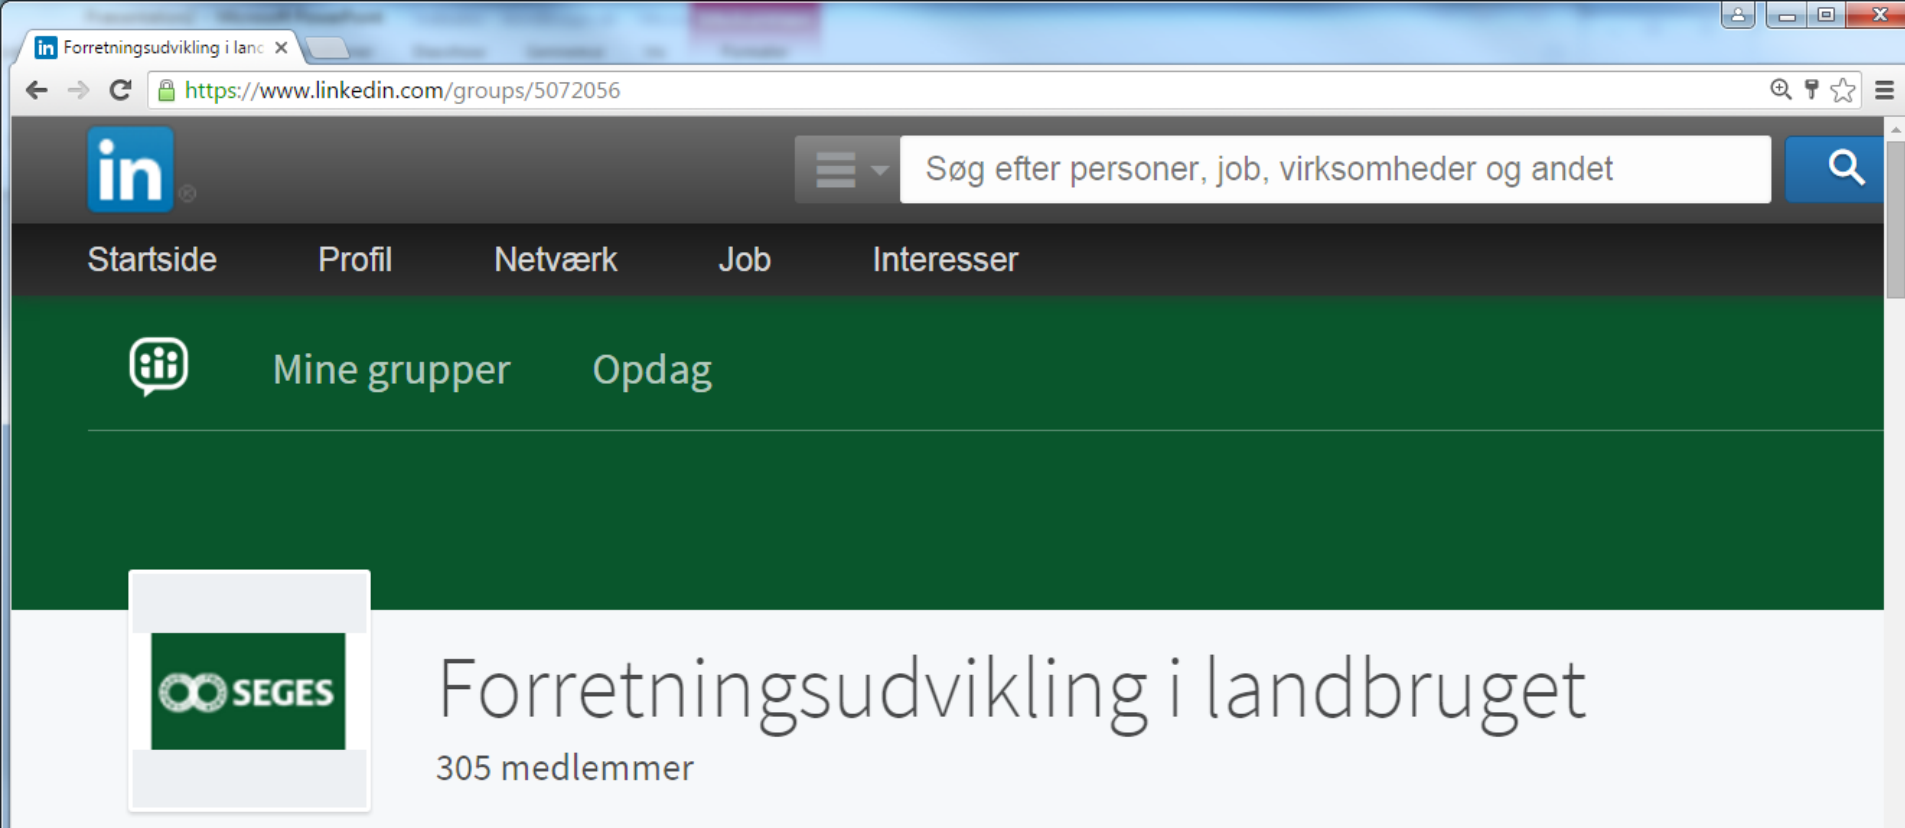 Forretningsudvikling i lanc
https://www.linkedin.com/groups/5072056
in ®
Søg efter personer, job, virksomheder og andet
Startside Profil Netværk Job Interesser
Mine grupper Opdag
SEGES
Forretningsudvikling i landbruget
305 medlemmer